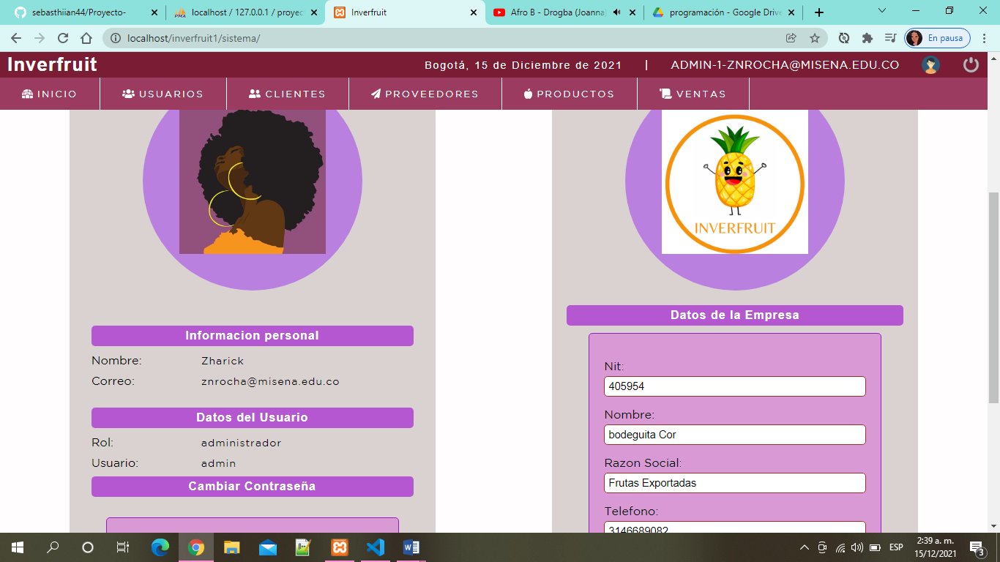 sebasthiian44/Proyecto-
localhost / 127.0.0.1 / proyec
Inverfruit
Afro B - Drogba (Joanna)
programación - Google Drive
localhost/inverfruit1/sistema/
En pausa
Inverfruit
Bogotá, 15 de Diciembre de 2021
|
ADMIN-1-ZNROCHA@MISENA.EDU.CO
INICIO
USUARIOS
CLIENTES
PROVEEDORES
PRODUCTOS
VENTAS
INVERFRUIT
Informacion personal
Nombre: Zharick
Correo: znrocha@misena.edu.co
Datos del Usuario
Rol: administrador
Usuario: admin
Cambiar Contraseña
Datos de la Empresa
Nit:
405954
Nombre:
bodeguita Cor
Razon Social:
Frutas Exportadas
Telefono:
3146689082
ESP
2:39 a. m.
15/12/2021
3